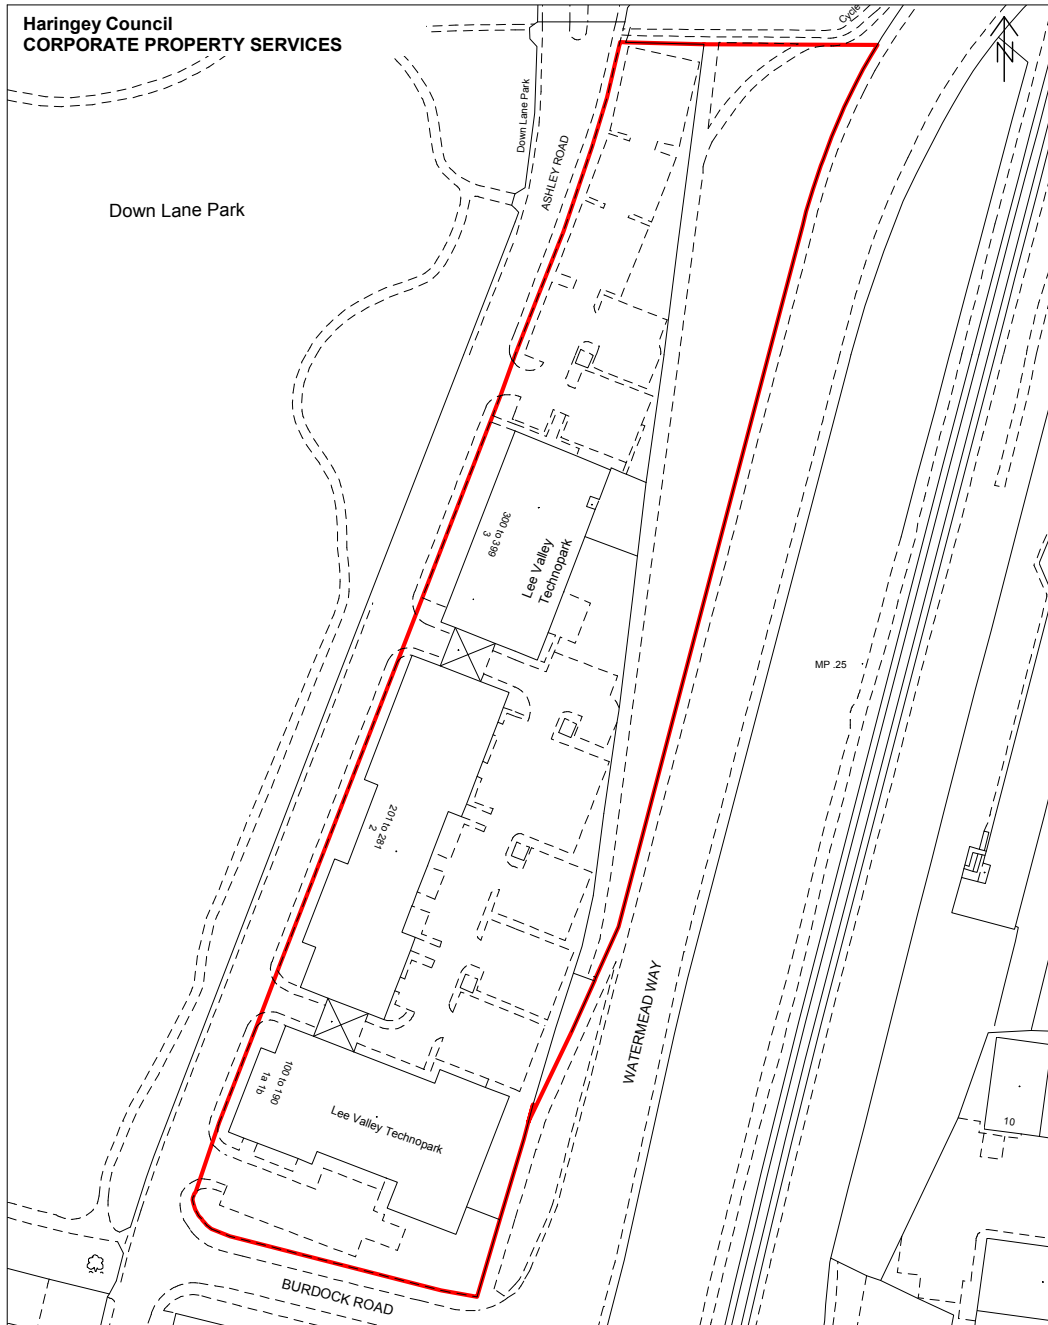 Haringey Council
CORPORATE PROPERTY SERVICES
Cycle
N
Down Lane Park
ASHLEY ROAD
Down Lane Park
300 to 399
3
Lee Valley
Technopark
MP .25
201 to 281
2
WATERMEAD WAY
100 to 190
1a 1b
Lee Valley Technopark
10
BURDOCK ROAD